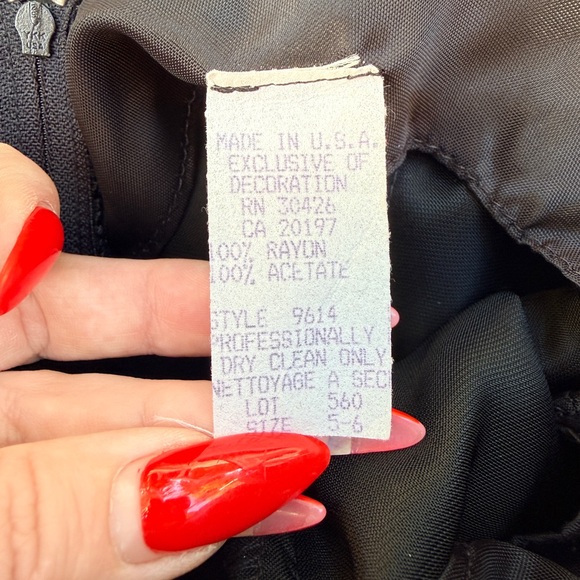 MADE IN U.S.A.
EXCLUSIVE OF
DECORATION
RN 30426
CA 20197
100% RAYON
100% ACETATE
STYLE 9614
PROFESSIONALLY
DRY CLEAN ONLY
NETTOYAGE A SEC
LOT 560
SIZE 5-6